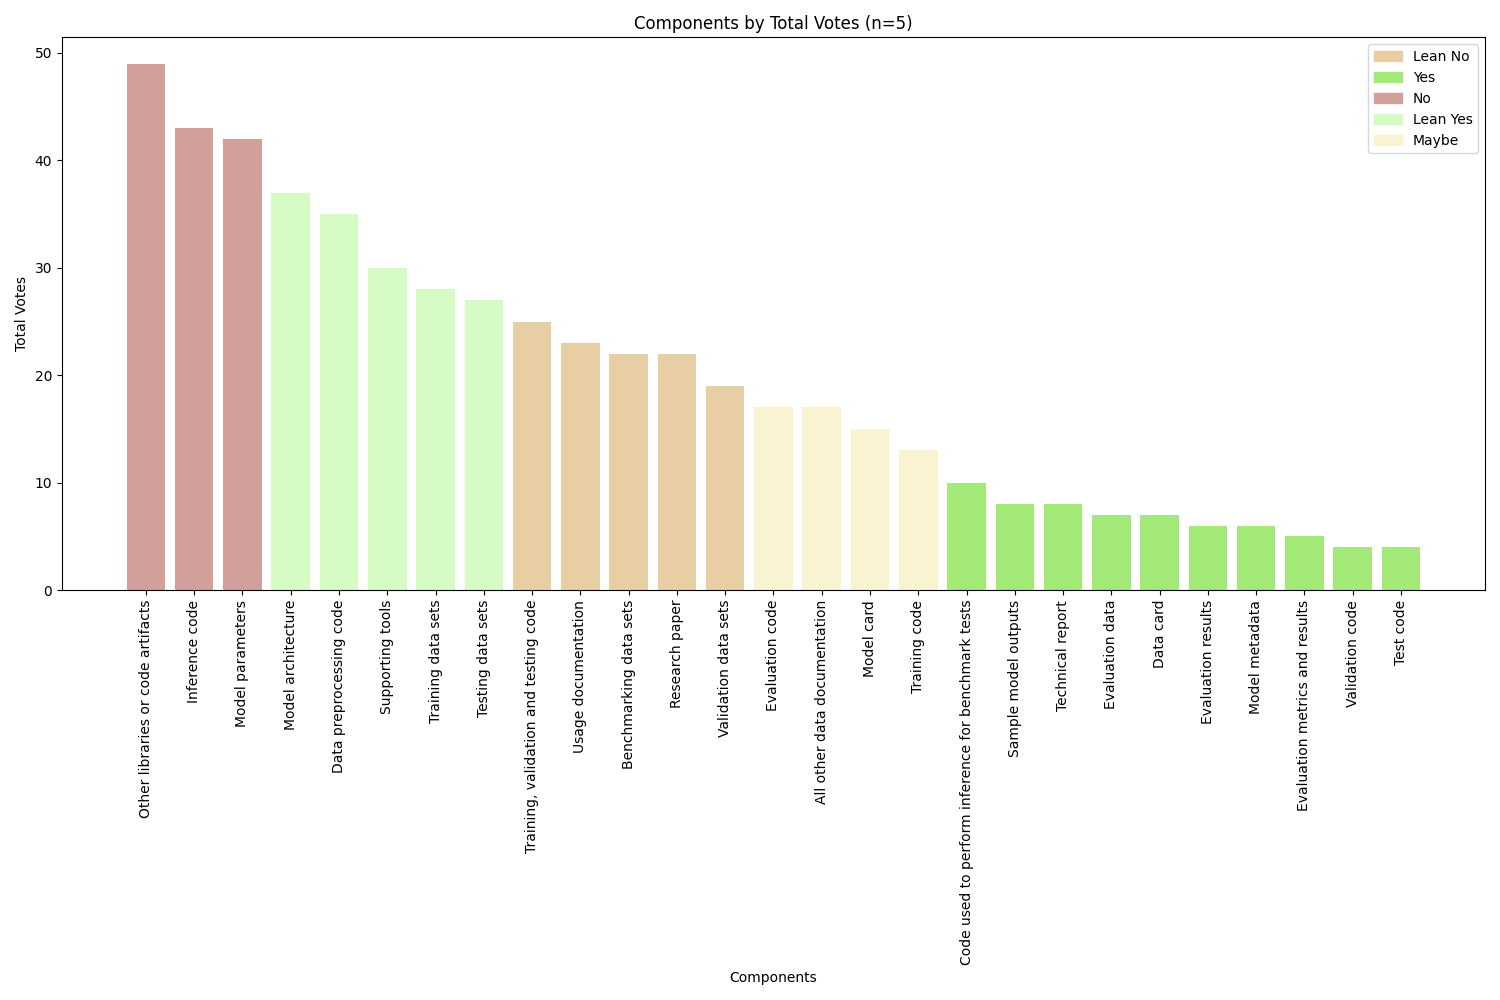 Components by Total Votes (n=5)
Lean No
Yes
No
Lean Yes
Maybe
Total Votes
50
40
30
20
10
0
Other libraries or code artifacts
Inference code
Model parameters
Model architecture
Data preprocessing code
Supporting tools
Training data sets
Testing data sets
Training, validation and testing code
Usage documentation
Benchmarking data sets
Research paper
Validation data sets
Evaluation code
All other data documentation
Model card
Training code
Code used to perform inference for benchmark tests
Sample model outputs
Technical report
Evaluation data
Data card
Evaluation results
Model metadata
Evaluation metrics and results
Validation code
Test code
Components